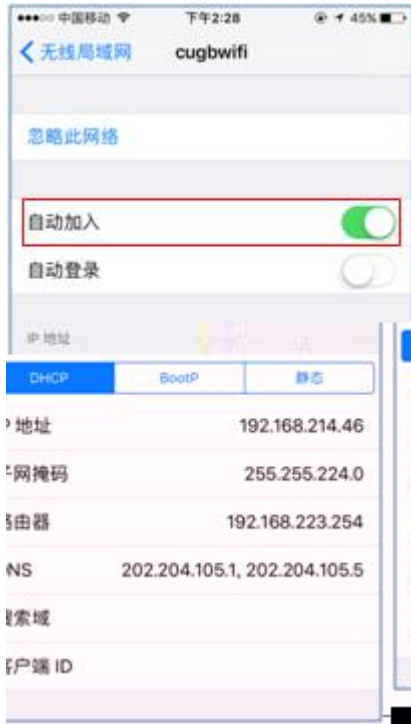 中国移动 下午2:28 45%
无线局域网 cugbwifi
忽略此网络
自动加入
自动登录
IP 地址
DHCP BootP 静态
地址 192.168.214.46
网掩码 255.255.224.0
由器 192.168.223.254
NS 202.204.105.1, 202.204.105.5
索域
户端 ID